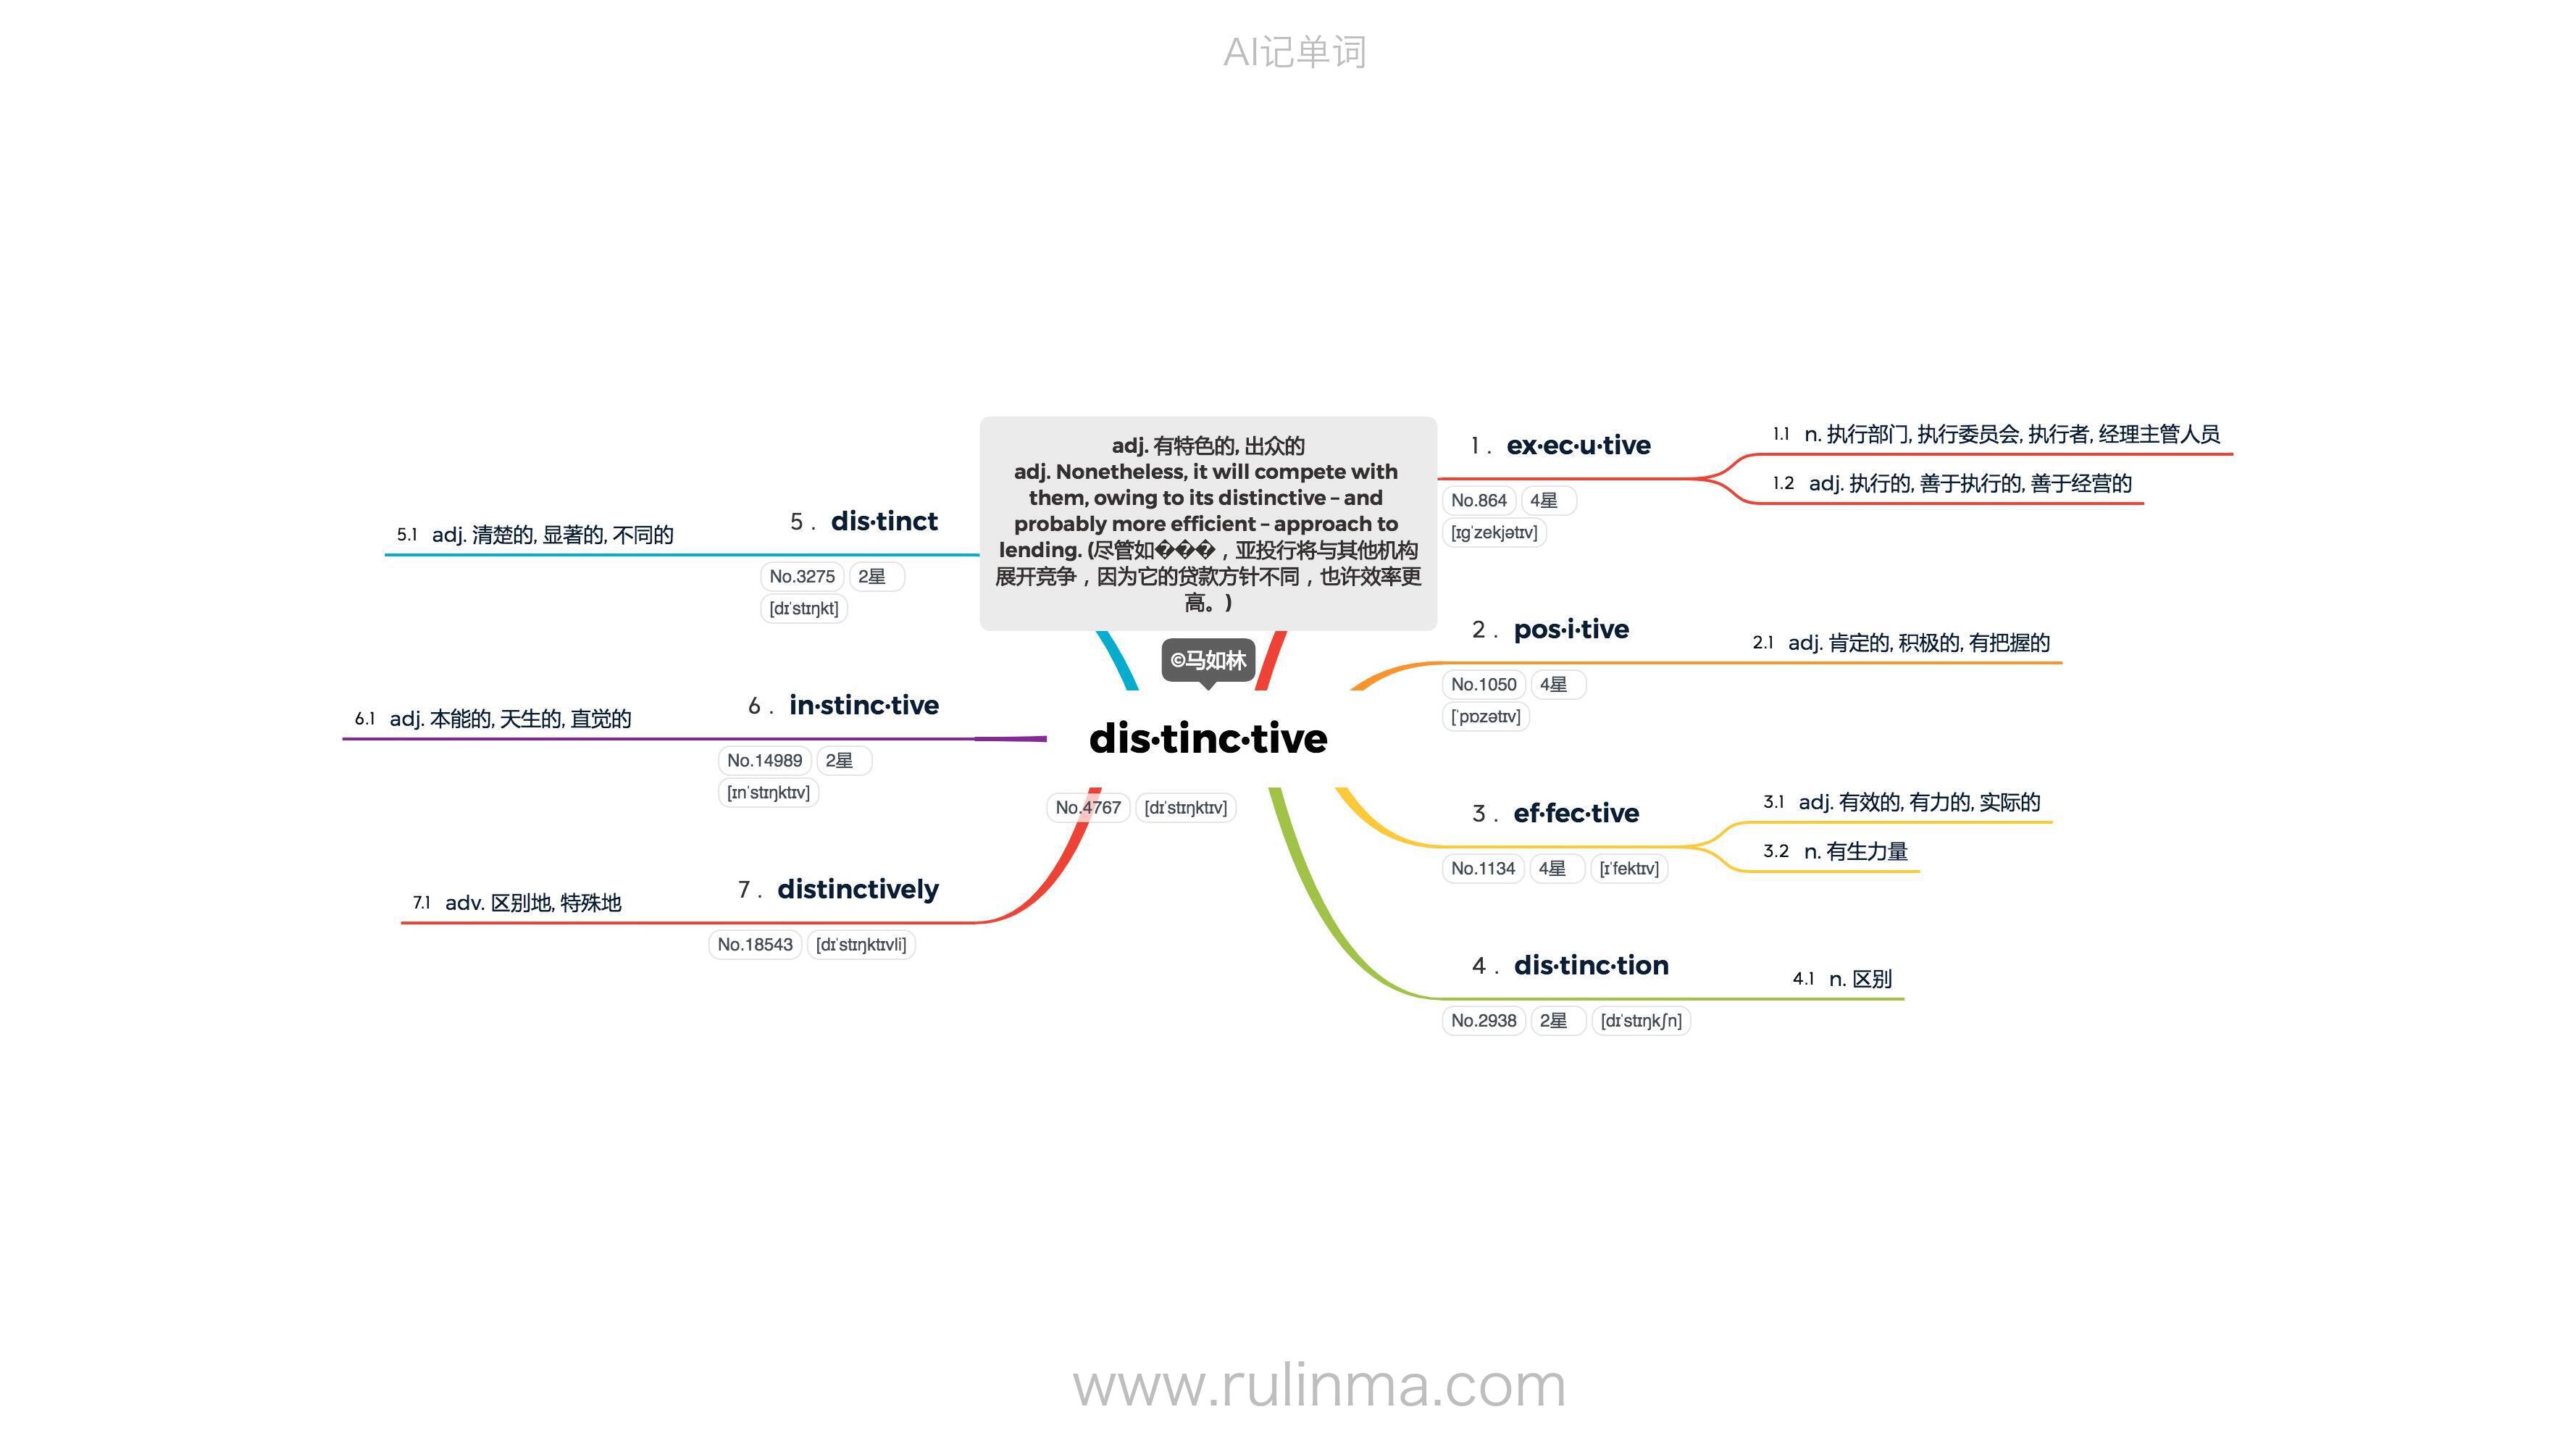 AI记单词
adj. 有特色的, 出众的
adj. Nonetheless, it will compete with
them, owing to its distinctive – and
probably more efficient – approach to
lending. (尽管如���，亚投行将与其他机构
展开竞争，因为它的贷款方针不同，也许效率更
高。)
©马如林
dis·tinc·tive
No.4767 [dɪˈstɪŋktɪv]
1 . ex·ec·u·tive
No.864 4星
[ɪɡˈzekjətɪv]
1.1 n. 执行部门, 执行委员会, 执行者, 经理主管人员
1.2 adj. 执行的, 善于执行的, 善于经营的
2 . pos·i·tive
No.1050 4星
[ˈpɒzətɪv]
2.1 adj. 肯定的, 积极的, 有把握的
3 . ef·fec·tive
No.1134 4星 [ɪˈfektɪv]
3.1 adj. 有效的, 有力的, 实际的
3.2 n. 有生力量
4 . dis·tinc·tion
No.2938 2星 [dɪˈstɪŋkʃn]
4.1 n. 区别
5 . dis·tinct
No.3275 2星
[dɪˈstɪŋkt]
5.1 adj. 清楚的, 显著的, 不同的
6 . in·stinc·tive
No.14989 2星
[ɪnˈstɪŋktɪv]
6.1 adj. 本能的, 天生的, 直觉的
7 . distinctively
No.18543 [dɪˈstɪŋktɪvli]
7.1 adv. 区别地, 特殊地
www.rulinma.com